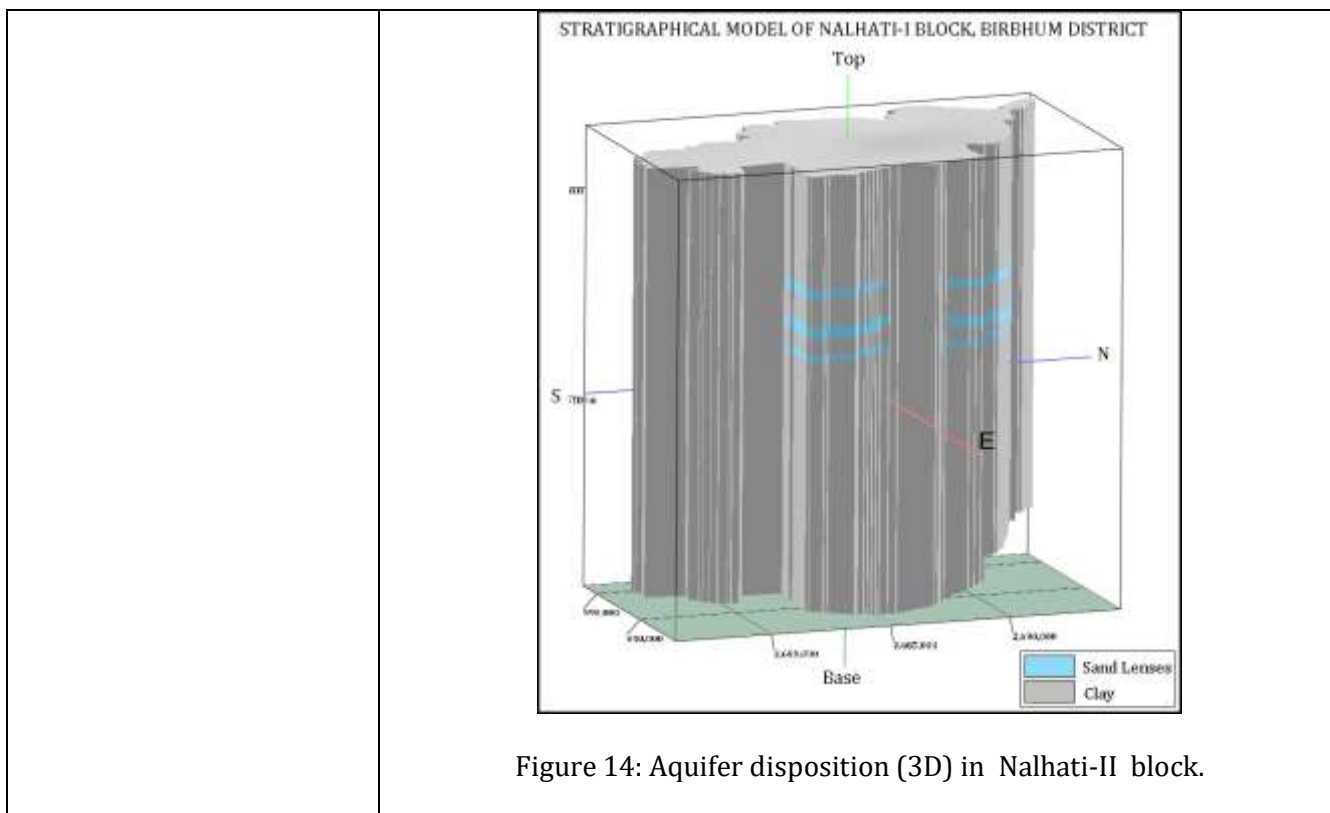 STRATIGRAPHICAL MODEL OF NALHATI-I BLOCK, BIRBHUM DISTRICT
Top
N
S
E
Base
Sand Lenses
Clay
Figure 14: Aquifer disposition (3D) in Nalhati-II block.